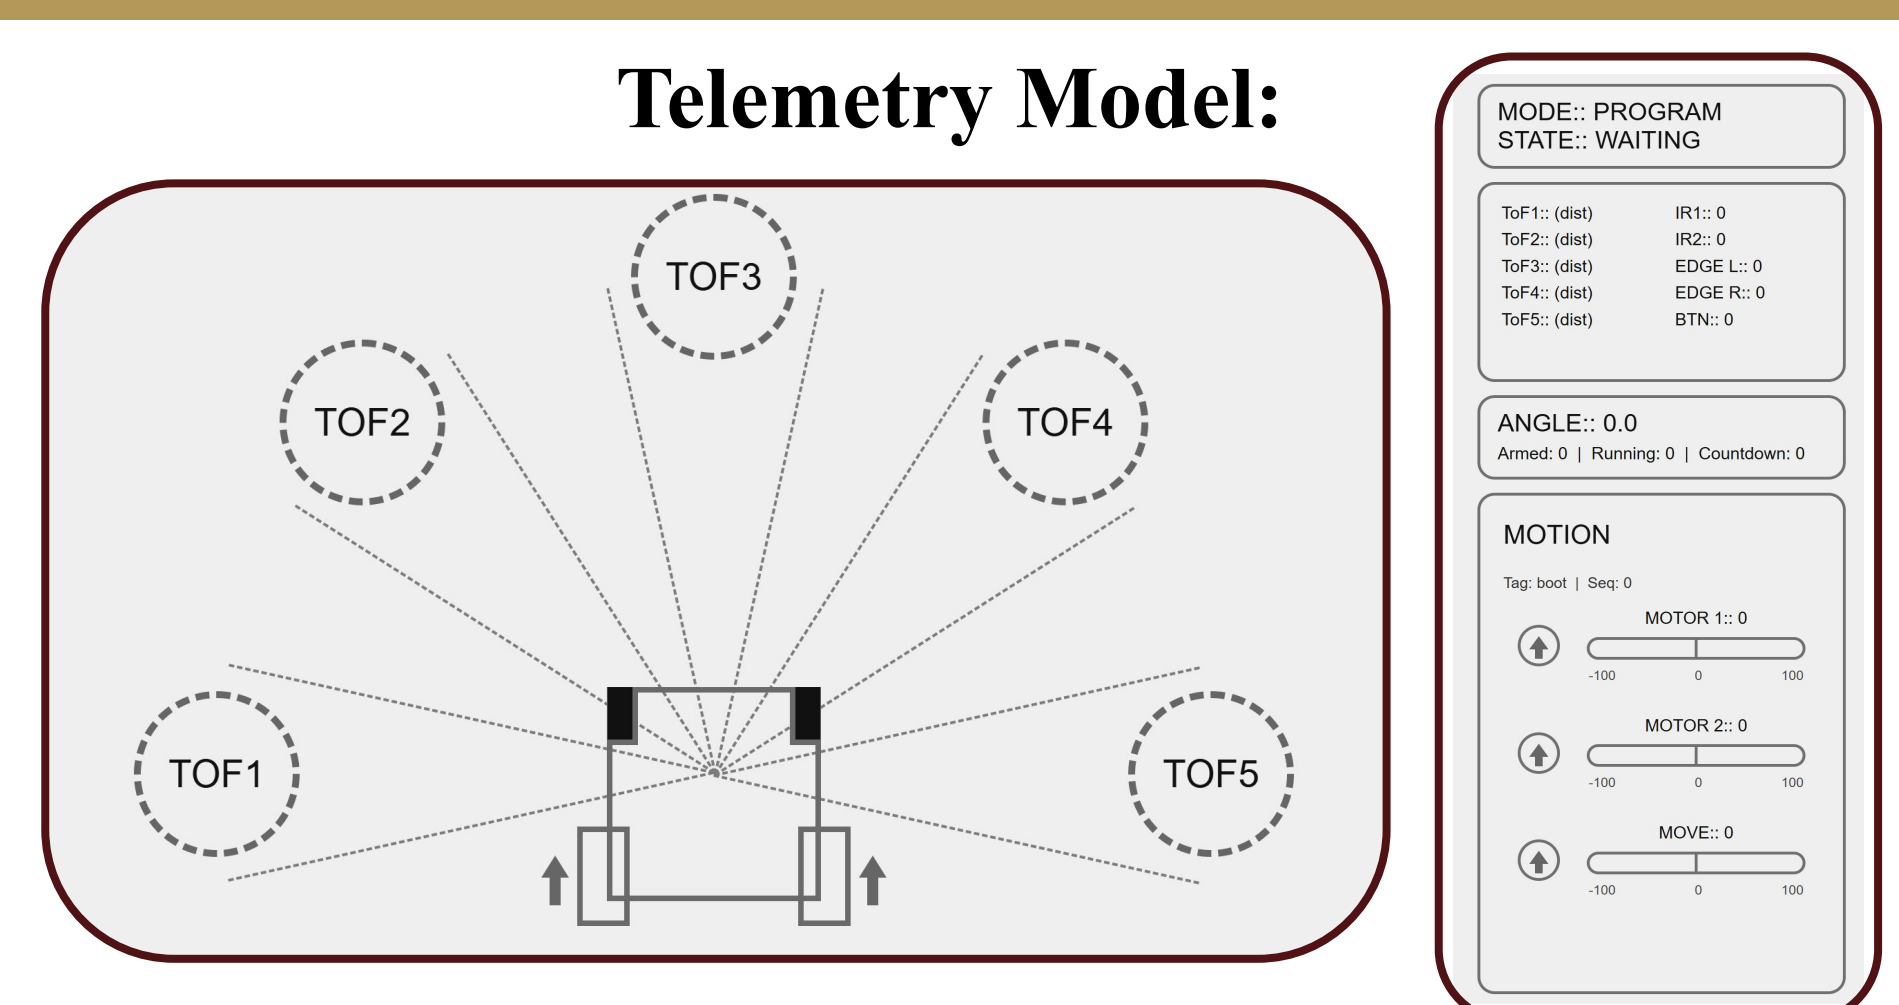 Telemetry Model:
TOF3
TOF2
TOF4
TOF1
TOF5
MODE:: PROGRAM
STATE:: WAITING
ToF1:: (dist)
ToF2:: (dist)
ToF3:: (dist)
ToF4:: (dist)
ToF5:: (dist)
IR1:: 0
IR2:: 0
EDGE L:: 0
EDGE R:: 0
BTN:: 0
ANGLE:: 0.0
Armed: 0 | Running: 0 | Countdown: 0
MOTION
Tag: boot | Seq: 0
MOTOR 1:: 0
-100 0 100
MOTOR 2:: 0
-100 0 100
MOVE:: 0
-100 0 100